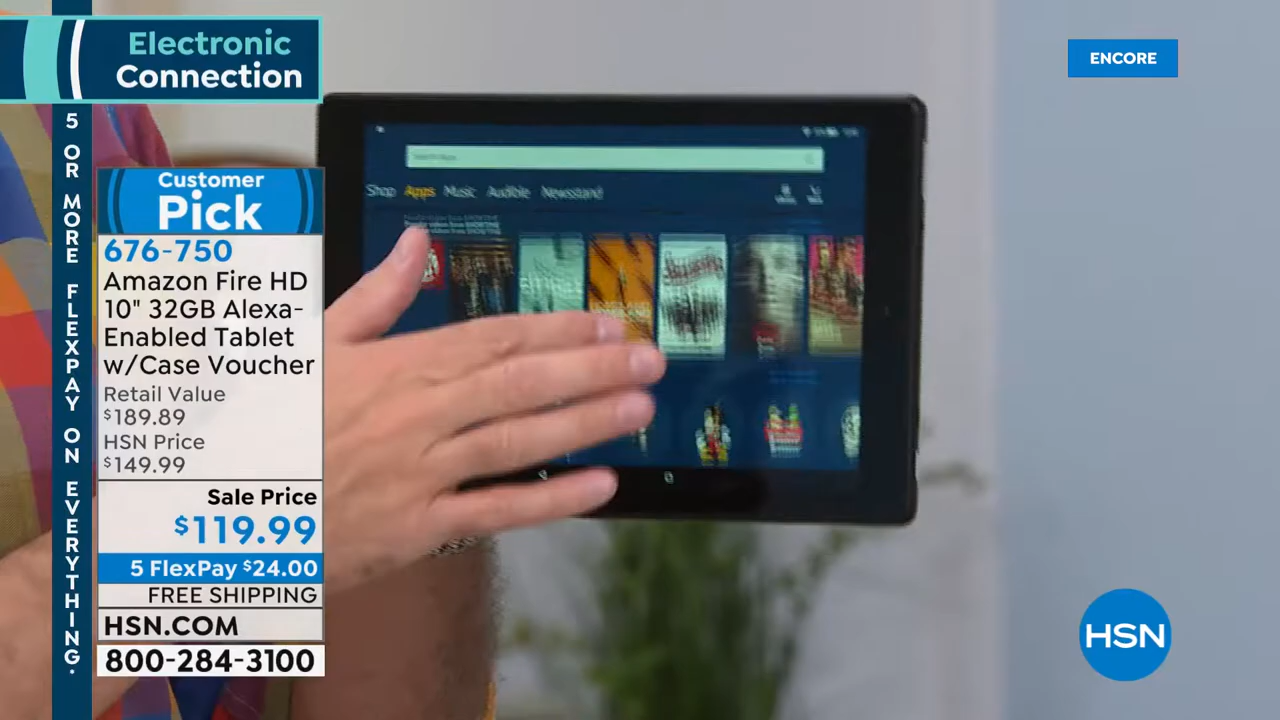 Electronic
Connection
ENCORE
5 OR MORE FLEXPAY ON EVERYTHING.
Customer
Pick
676-750
Amazon Fire HD
10" 32GB Alexa-
Enabled Tablet
w/Case Voucher
Retail Value
$189.89
HSN Price
$149.99
Sale Price
$119.99
5 FlexPay $24.00
FREE SHIPPING
HSN.COM
800-284-3100
Shop Apps Music Audible Newsstand
HSN